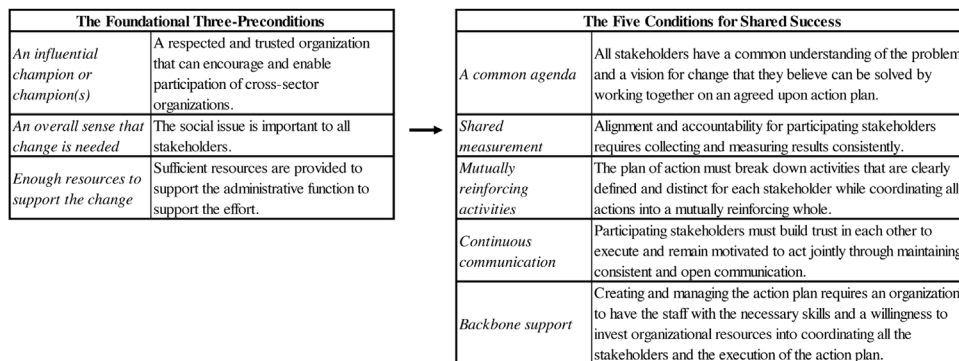 The Foundational Three-Preconditions
An influential
champion or
champion(s)
A respected and trusted organization
that can encourage and enable
participation of cross-sector
organizations.
An overall sense that
change is needed
The social issue is important to all
stakeholders.
Enough resources to
support the change
Sufficient resources are provided to
support the administrative function to
support the effort.
The Five Conditions for Shared Success
A common agenda
All stakeholders have a common understanding of the problem
and a vision for change that they believe can be solved by
working together on an agreed upon action plan.
Shared
measurement
Alignment and accountability for participating stakeholders
requires collecting and measuring results consistently.
Mutually
reinforcing
activities
The plan of action must break down activities that are clearly
defined and distinct for each stakeholder while coordinating all
actions into a mutually reinforcing whole.
Continuous
communication
Participating stakeholders must build trust in each other to
execute and remain motivated to act jointly through maintaining
consistent and open communication.
Backbone support
Creating and managing the action plan requires an organization
to have the staff with the necessary skills and a willingness to
invest organizational resources into coordinating all the
stakeholders and the execution of the action plan.